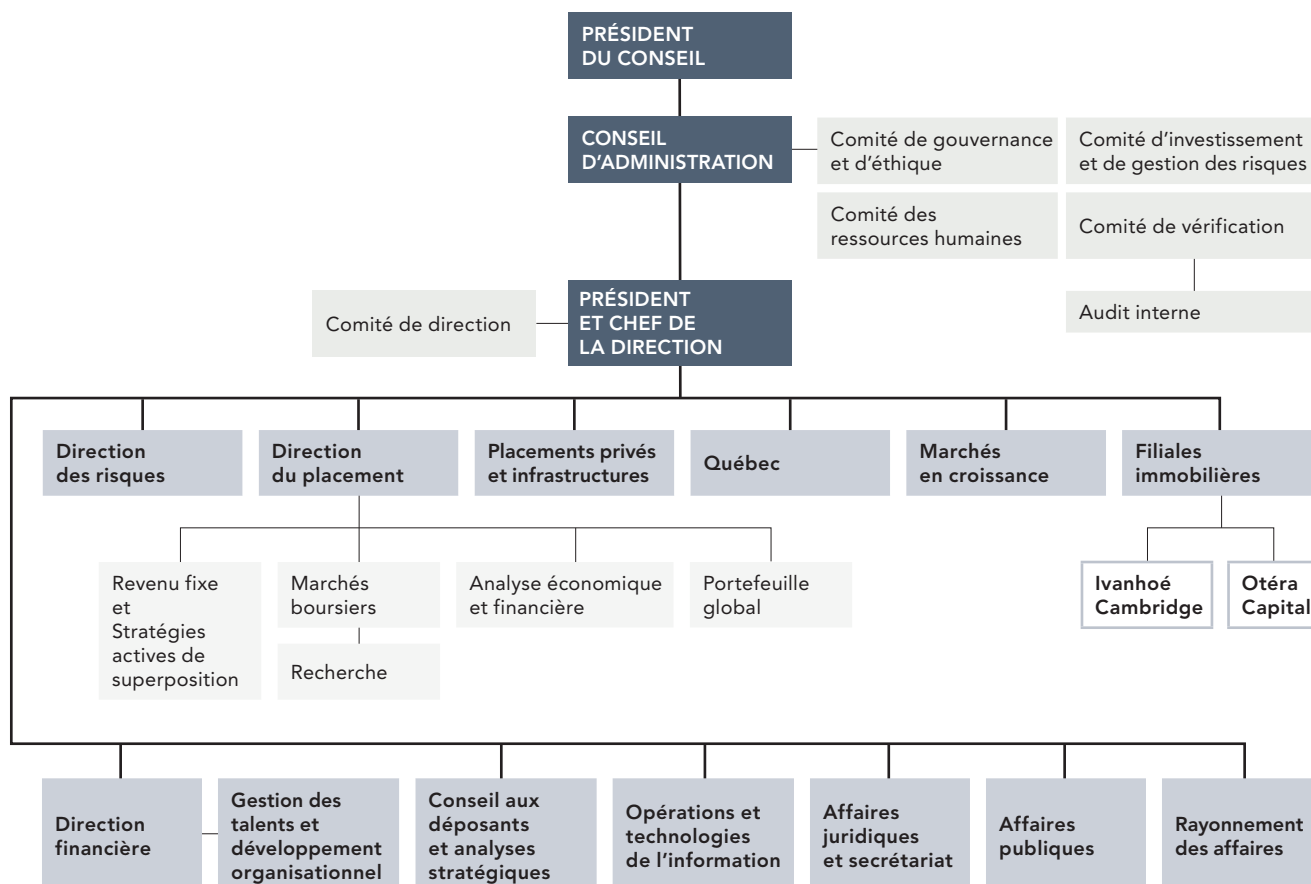 PRÉSIDENT
DU CONSEIL
CONSEIL
D'ADMINISTRATION
Comité de gouvernance
et d'éthique
Comité d'investissement
et de gestion des risques
Comité des
ressources humaines
Comité de vérification
Audit interne
Comité de direction
PRÉSIDENT
ET CHEF DE
LA DIRECTION
Direction
des risques
Direction
du placement
Placements privés
et infrastructures
Québec
Marchés
en croissance
Filiales
immobilières
Revenu fixe
et
Stratégies
actives de
superposition
Marchés
boursiers
Recherche
Analyse économique
et financière
Portefeuille
global
Ivanhoé
Cambridge
Otéra
Capital
Direction
financière
Gestion des
talents et
développement
organisationnel
Conseil aux
déposants
et analyses
stratégiques
Opérations et
technologies
de l'information
Affaires
juridiques
et secrétariat
Affaires
publiques
Rayonnement
des affaires